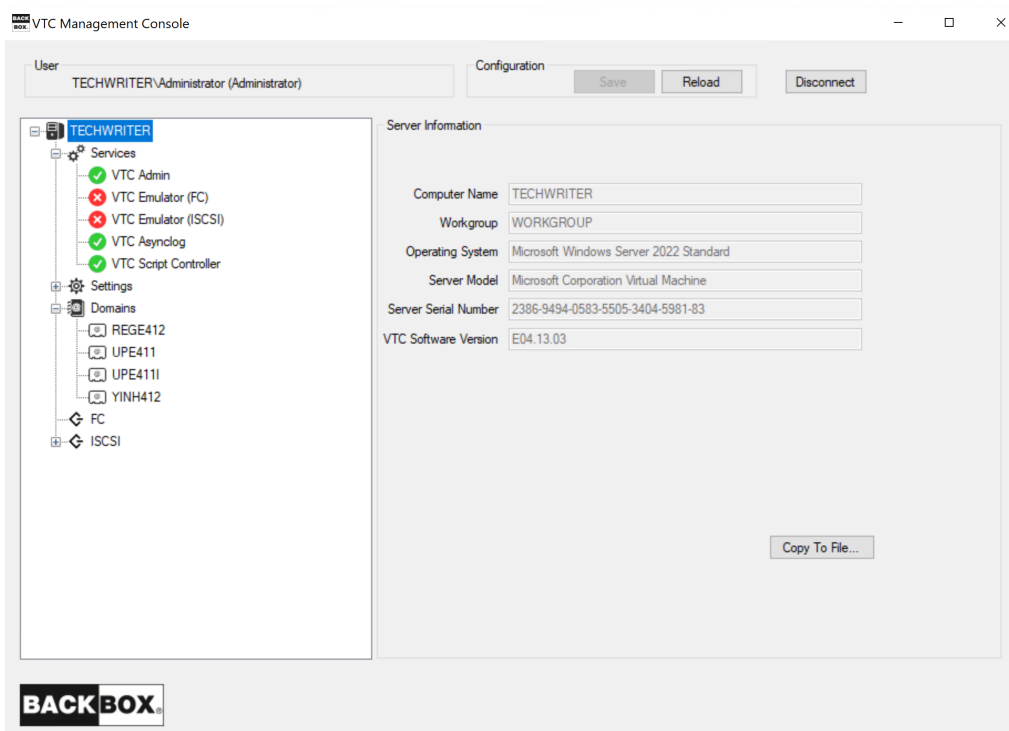 BACK BOX. VTC Management Console
User
TECHWRITER\Administrator (Administrator)
Configuration
Save
Reload
Disconnect
TECHWRITER
Services
VTC Admin
VTC Emulator (FC)
VTC Emulator (ISCSI)
VTC Asynclog
VTC Script Controller
Settings
Domains
REGE412
UPE411
UPE411I
YINH412
FC
ISCSI
Server Information
Computer Name TECHWRITER
Workgroup WORKGROUP
Operating System Microsoft Windows Server 2022 Standard
Server Model Microsoft Corporation Virtual Machine
Server Serial Number 2386-9494-0583-5505-3404-5981-83
VTC Software Version E04.13.03
Copy To File...
BACKBOX®